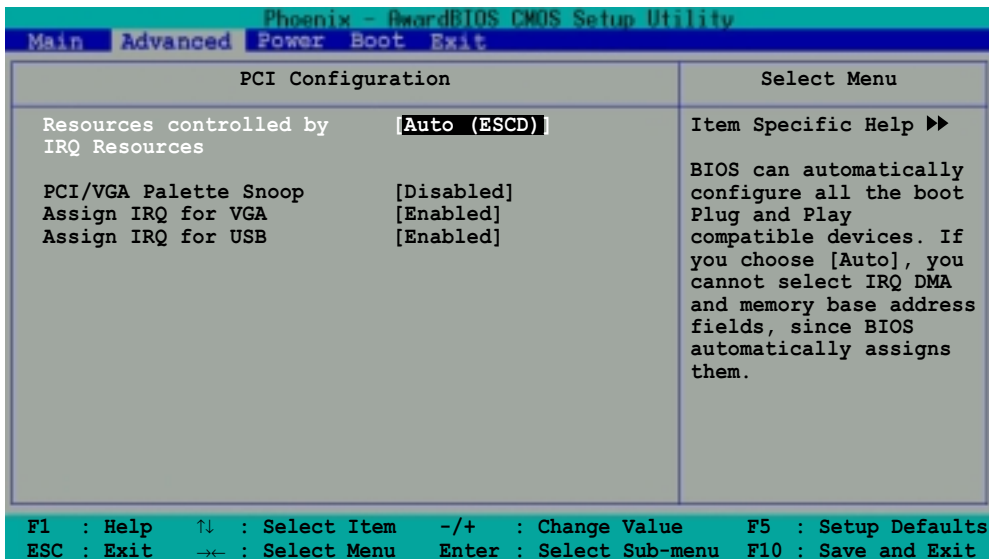 Phoenix - AwardBIOS CMOS Setup Utility
Main Advanced Power Boot Exit
PCI Configuration
Select Menu
Resources controlled by [Auto (ESCD)]
IRQ Resources
PCI/VGA Palette Snoop [Disabled]
Assign IRQ for VGA [Enabled]
Assign IRQ for USB [Enabled]
Item Specific Help ▶▶
BIOS can automatically
configure all the boot
Plug and Play
compatible devices. If
you choose [Auto], you
cannot select IRQ DMA
and memory base address
fields, since BIOS
automatically assigns
them.
F1 : Help ↑↓ : Select Item -/+ : Change Value F5 : Setup Defaults
ESC : Exit →← : Select Menu Enter : Select Sub-menu F10 : Save and Exit